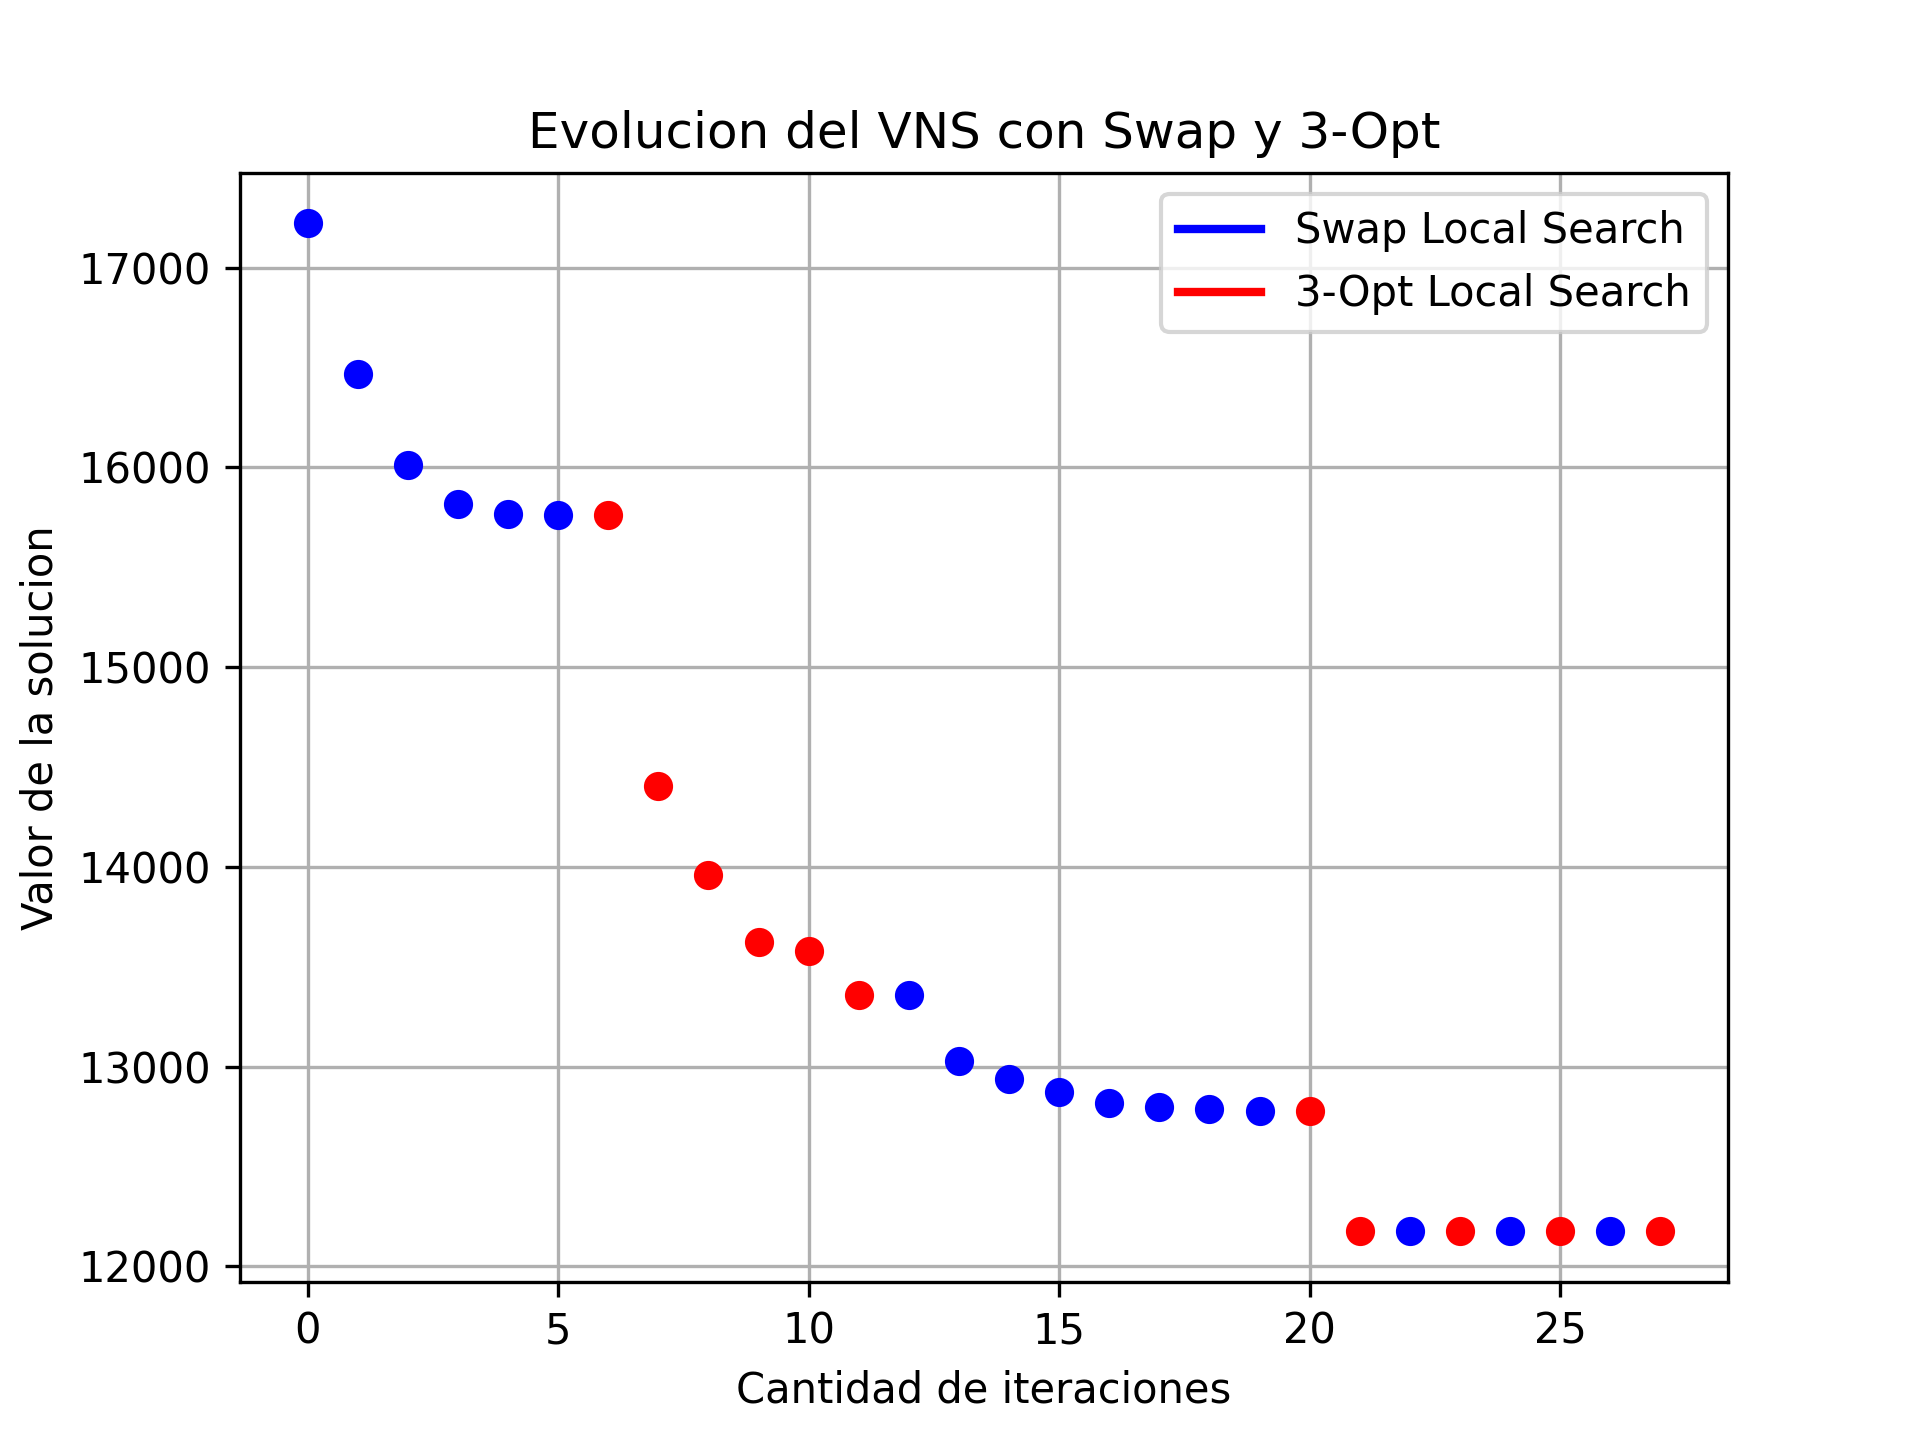 Evolucion del VNS con Swap y 3-Opt
Swap Local Search
3-Opt Local Search
Valor de la solucion
17000
16000
15000
14000
13000
12000
0 5 10 15 20 25
Cantidad de iteraciones